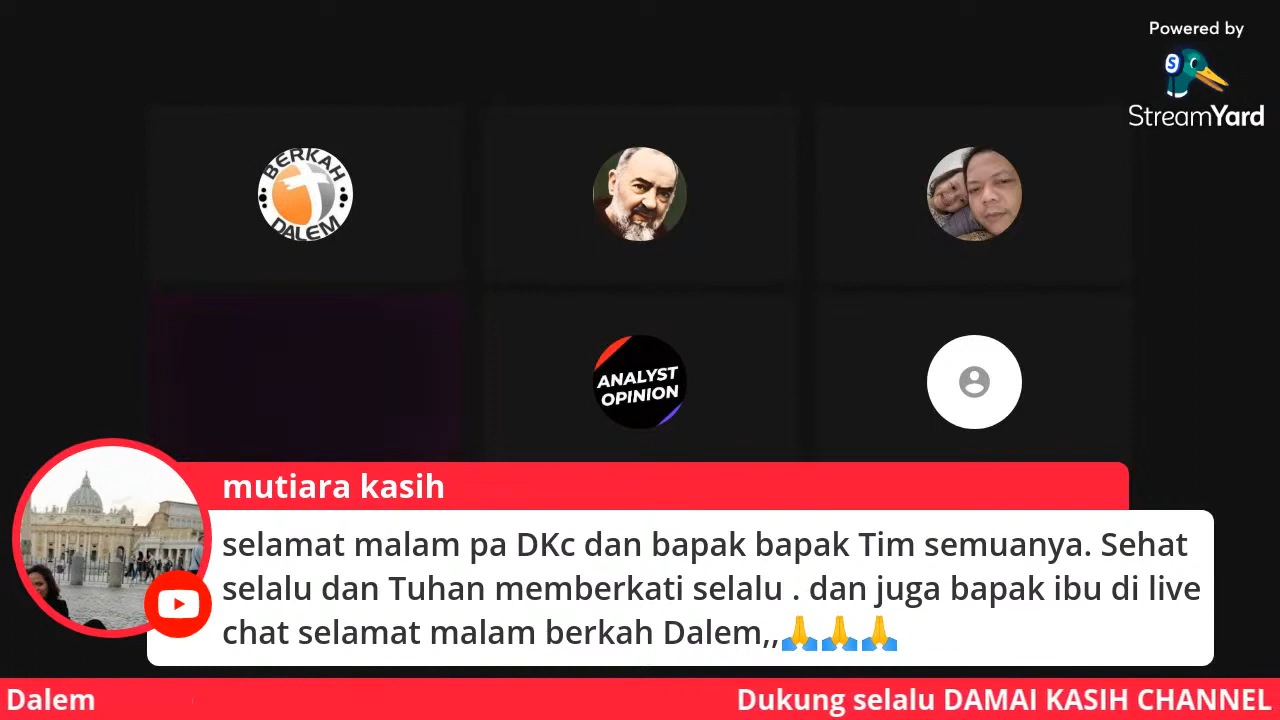 Powered by
StreamYard
BERKAH
DALEM
ANALYST
OPINION
mutiara kasih
selamat malam pa DKc dan bapak bapak Tim semuanya. Sehat
selalu dan Tuhan memberkati selalu . dan juga bapak ibu di live
chat selamat malam berkah Dalem,,🙏🙏🙏
Dalem
Dukung selalu DAMAI KASIH CHANNEL